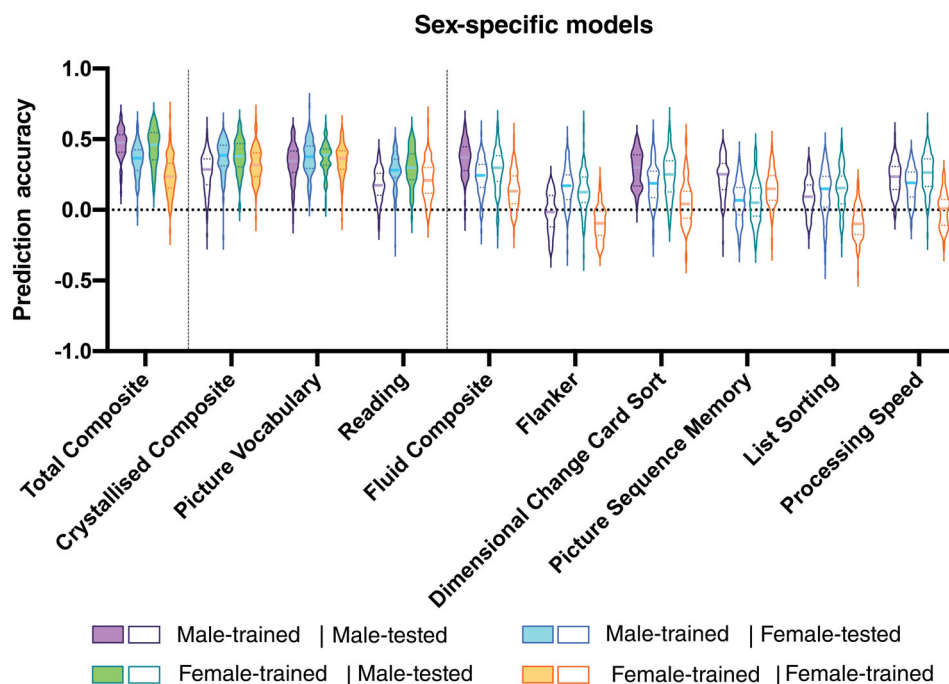 Sex-specific models
Prediction accuracy
1.0
0.5
0.0
-0.5
-1.0
Total Composite
Crystallised Composite
Picture Vocabulary
Reading
Fluid Composite
Flanker
Dimensional Change Card Sort
Picture Sequence Memory
List Sorting
Processing Speed
Male-trained | Male-tested
Male-trained | Female-tested
Female-trained | Male-tested
Female-trained | Female-trained